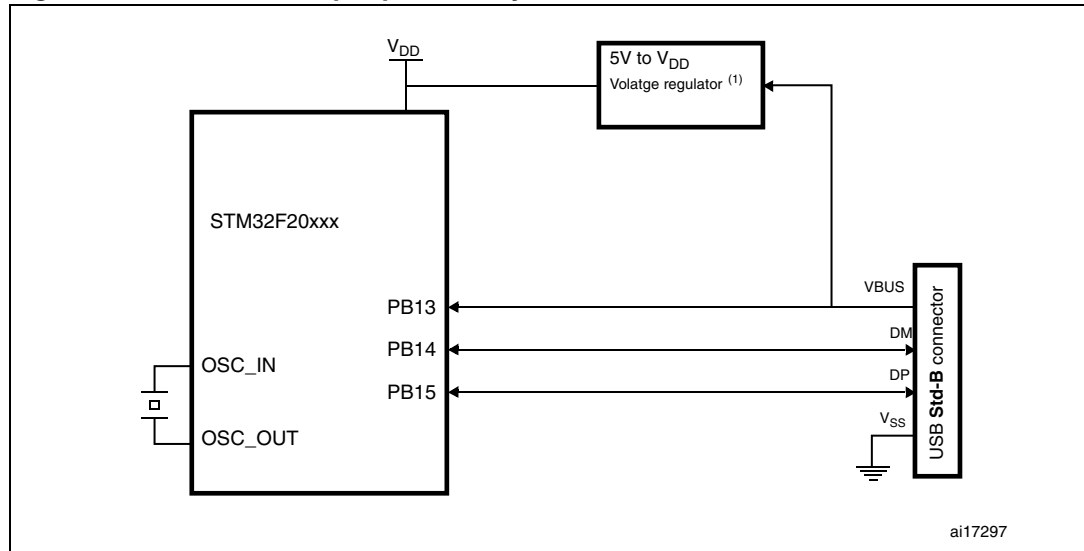 V_DD
5V to V_DD
Volatge regulator (1)
STM32F20xxx
PB13
PB14
PB15
OSC_IN
OSC_OUT
VBUS
DM
DP
V_SS
USB Std-B connector
ai17297